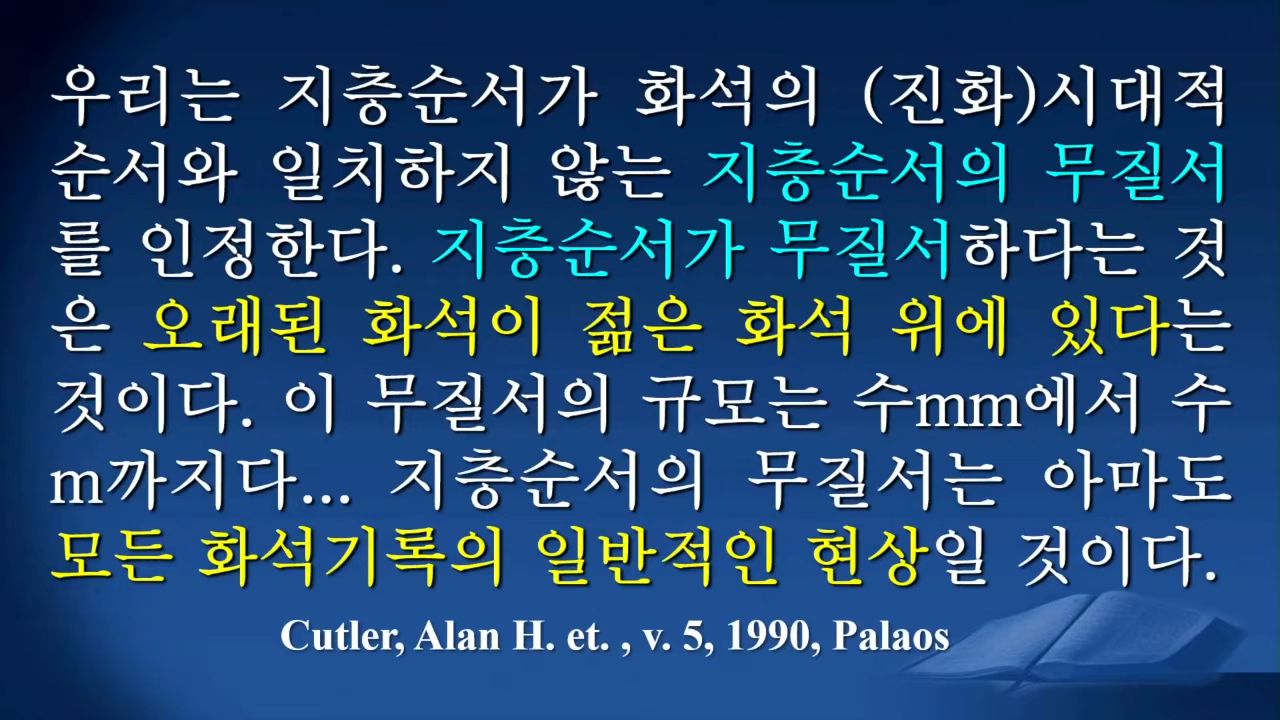 우리는 지층순서가 화석의 (진화)시대적
순서와 일치하지 않는 지층순서의 무질서
를 인정한다. 지층순서가 무질서하다는 것
은 오래된 화석이 젊은 화석 위에 있다는
것이다. 이 무질서의 규모는 수mm에서 수
m까지다... 지층순서의 무질서는 아마도
모든 화석기록의 일반적인 현상일 것이다.
Cutler, Alan H. et. , v. 5, 1990, Palaos